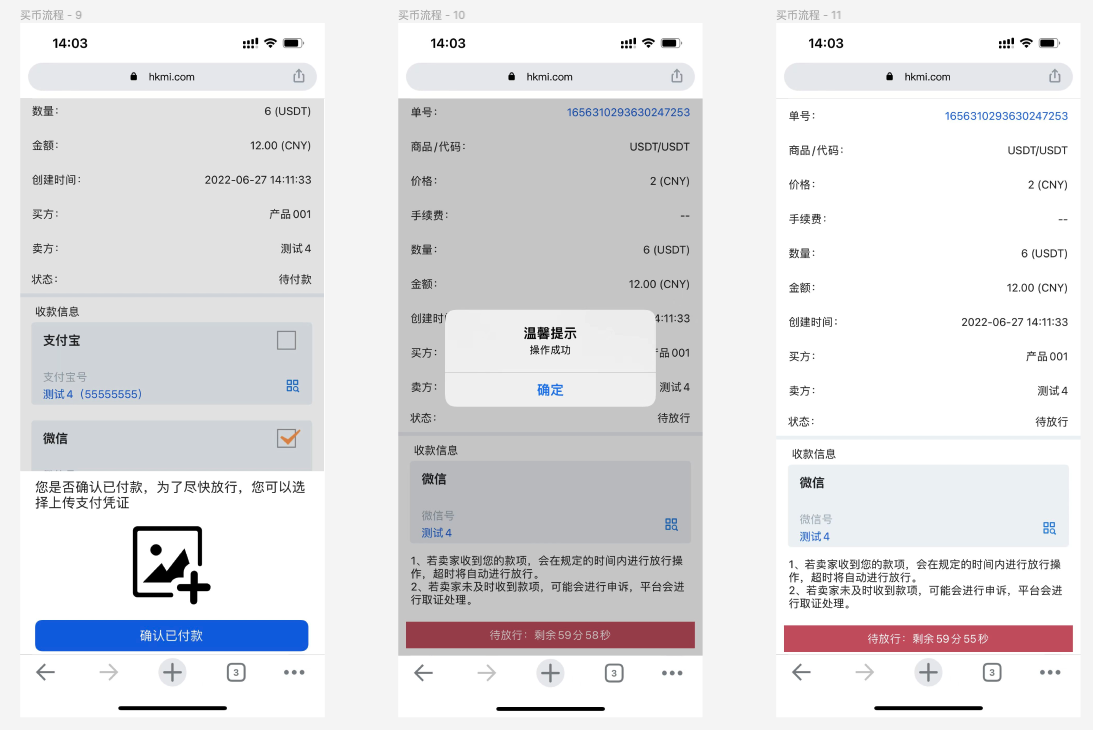 买币流程 - 9
14:03
hkmi.com
数量：
6 (USDT)
金额：
12.00 (CNY)
创建时间：
2022-06-27 14:11:33
买方：
产品001
卖方：
测试4
状态：
待付款
收款信息
支付宝
支付宝号
测试4（55555555）
微信
您是否确认已付款，为了尽快放行，您可以选
择上传支付凭证
确认已付款
3
买币流程 - 10
14:03
hkmi.com
单号：
1656310293630247253
商品/代码：
USDT/USDT
价格：
2 (CNY)
手续费：
--
数量：
6 (USDT)
金额：
12.00 (CNY)
创建时
4:11:33
温馨提示
操作成功
确定
买方：
产品001
卖方：
测试4
状态：
待放行
收款信息
微信
微信号
测试4
1、若卖家收到您的款项，会在规定的时间内进行放行操
作，超时将自动进行放行。
2、若卖家未及时收到款项，可能会进行申诉，平台会进
行取证处理。
待放行：剩余59分58秒
3
买币流程 - 11
14:03
hkmi.com
单号：
1656310293630247253
商品/代码：
USDT/USDT
价格：
2 (CNY)
手续费：
--
数量：
6 (USDT)
金额：
12.00 (CNY)
创建时间：
2022-06-27 14:11:33
买方：
产品001
卖方：
测试4
状态：
待放行
收款信息
微信
微信号
测试4
1、若卖家收到您的款项，会在规定的时间内进行放行操
作，超时将自动进行放行。
2、若卖家未及时收到款项，可能会进行申诉，平台会进
行取证处理。
待放行：剩余59分55秒
3